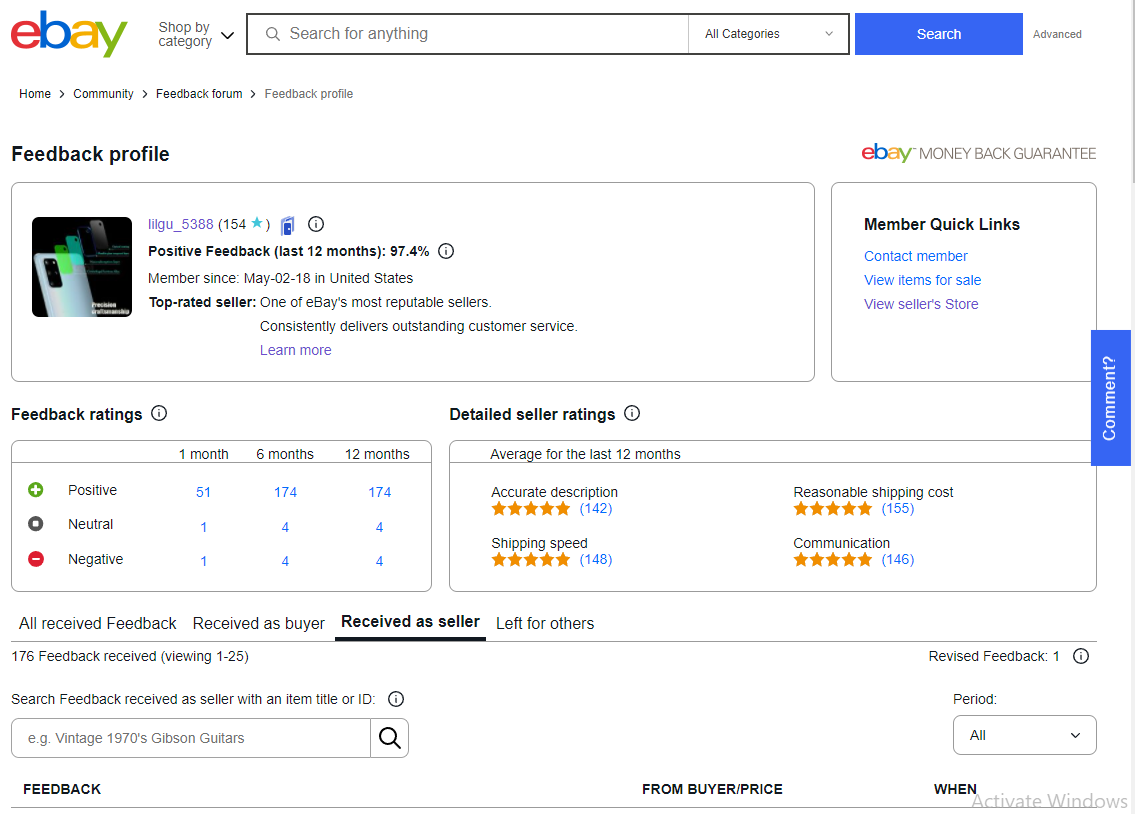 ebay
Shop by
category
Search for anything
All Categories
Search
Advanced
Home
Community
Feedback forum
Feedback profile
Feedback profile
ebay MONEY BACK GUARANTEE
Precision
craftsmanship
lilgu_5388 (154 ★)
Positive Feedback (last 12 months): 97.4%
Member since: May-02-18 in United States
Top-rated seller: One of eBay's most reputable sellers.
Consistently delivers outstanding customer service.
Learn more
Member Quick Links
Contact member
View items for sale
View seller's Store
Comment?
Feedback ratings
1 month 6 months 12 months
Positive 51 174 174
Neutral 1 4 4
Negative 1 4 4
Detailed seller ratings
Average for the last 12 months
Accurate description
(142)
Reasonable shipping cost
(155)
Shipping speed
(148)
Communication
(146)
All received Feedback Received as buyer Received as seller Left for others
176 Feedback received (viewing 1-25)
Revised Feedback: 1
Search Feedback received as seller with an item title or ID:
Period:
e.g. Vintage 1970's Gibson Guitars
All
FEEDBACK FROM BUYER/PRICE WHEN
Activate Windows